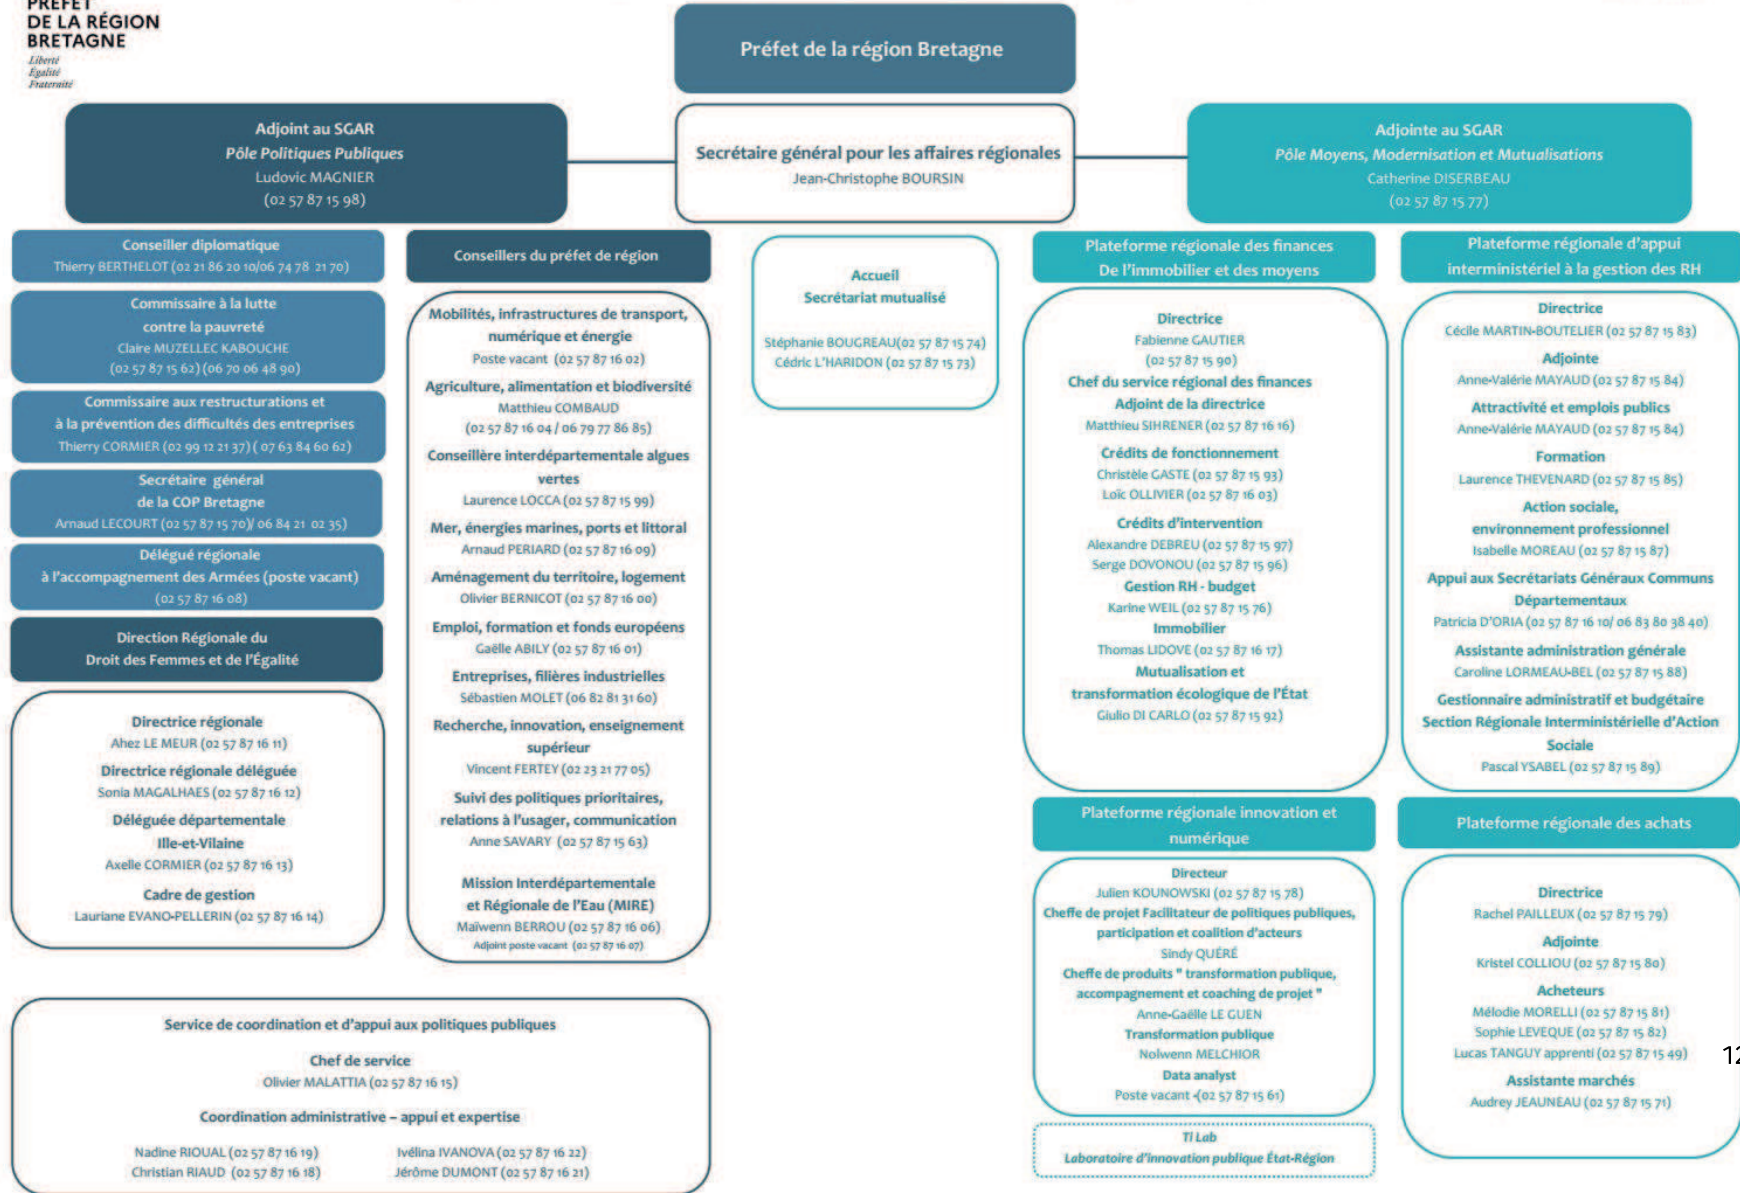 PRÉFET
DE LA RÉGION
BRETAGNE
Liberté
Égalité
Fraternité
Préfet de la région Bretagne
Adjoint au SGAR
Pôle Politiques Publiques
Ludovic MAGNIER
(02 57 87 15 98)
Secrétaire général pour les affaires régionales
Jean-Christophe BOURSIN
Adjointe au SGAR
Pôle Moyens, Modernisation et Mutualisations
Catherine DISERBEAU
(02 57 87 15 77)
Conseiller diplomatique
Thierry BERTHELOT (02 21 86 20 10/06 74 78 21 70)
Commissaire à la lutte
contre la pauvreté
Claire MUZELLEC KABOUCHE
(02 57 87 15 62) (06 70 06 48 90)
Commissaire aux restructurations et
à la prévention des difficultés des entreprises
Thierry CORMIER (02 99 12 21 37) ( 07 63 84 60 62)
Secrétaire général
de la COP Bretagne
Arnaud LECOURT (02 57 87 15 70)/ 06 84 21 02 35)
Délégué régionale
à l'accompagnement des Armées (poste vacant)
(02 57 87 16 08)
Direction Régionale du
Droit des Femmes et de l'Égalité
Directrice régionale
Ahez LE MEUR (02 57 87 16 11)
Directrice régionale déléguée
Sonia MAGALHAES (02 57 87 16 12)
Déléguée départementale
Ille-et-Vilaine
Axelle CORMIER (02 57 87 16 13)
Cadre de gestion
Lauriane EVANO-PELLERIN (02 57 87 16 14)
Conseillers du préfet de région
Mobilités, infrastructures de transport,
numérique et énergie
Poste vacant (02 57 87 16 02)
Agriculture, alimentation et biodiversité
Matthieu COMBAUD
(02 57 87 16 04 / 06 79 77 86 85)
Conseillère interdépartementale algues
vertes
Laurence LOCCA (02 57 87 15 99)
Mer, énergies marines, ports et littoral
Arnaud PERIARD (02 57 87 16 09)
Aménagement du territoire, logement
Olivier BERNICOT (02 57 87 16 00)
Emploi, formation et fonds européens
Gaëlle ABILY (02 57 87 16 01)
Entreprises, filières industrielles
Sébastien MOLET (06 82 81 31 60)
Recherche, innovation, enseignement
supérieur
Vincent FERTEY (02 23 21 77 05)
Suivi des politiques prioritaires,
relations à l'usager, communication
Anne SAVARY (02 57 87 15 63)
Mission Interdépartementale
et Régionale de l'Eau (MIRE)
Maïwenn BERROU (02 57 87 16 06)
Adjoint poste vacant (02 57 87 16 07)
Service de coordination et d'appui aux politiques publiques
Chef de service
Olivier MALATTIA (02 57 87 16 15)
Coordination administrative – appui et expertise
Nadine RIOUAL (02 57 87 16 19)
Christian RIAUD (02 57 87 16 18)
Ivélina IVANOVA (02 57 87 16 22)
Jérôme DUMONT (02 57 87 16 21)
Accueil
Secrétariat mutualisé
Stéphanie BOUGREAU(02 57 87 15 74)
Cédric L'HARIDON (02 57 87 15 73)
Plateforme régionale des finances
De l'immobilier et des moyens
Directrice
Fabienne GAUTIER
(02 57 87 15 90)
Chef du service régional des finances
Adjoint de la directrice
Matthieu SIHRENER (02 57 87 16 16)
Crédits de fonctionnement
Christèle GASTE (02 57 87 15 93)
Loïc OLLIVIER (02 57 87 16 03)
Crédits d'intervention
Alexandre DEBREU (02 57 87 15 97)
Serge DOVONOU (02 57 87 15 96)
Gestion RH - budget
Karine WEIL (02 57 87 15 76)
Immobilier
Thomas LIDOVE (02 57 87 16 17)
Mutualisation et
transformation écologique de l'État
Giulio DI CARLO (02 57 87 15 92)
Plateforme régionale innovation et
numérique
Directeur
Julien KOUNOWSKI (02 57 87 15 78)
Cheffe de projet Facilitateur de politiques publiques,
participation et coalition d'acteurs
Sindy QUÉRÉ
Cheffe de produits " transformation publique,
accompagnement et coaching de projet "
Anne-Gaëlle LE GUEN
Transformation publique
Nolwenn MELCHIOR
Data analyst
Poste vacant -(02 57 87 15 61)
Ti Lab
Laboratoire d'innovation publique État-Région
Plateforme régionale d'appui
interministériel à la gestion des RH
Directrice
Cécile MARTIN-BOUTELIER (02 57 87 15 83)
Adjointe
Anne-Valérie MAYAUD (02 57 87 15 84)
Attractivité et emplois publics
Anne-Valérie MAYAUD (02 57 87 15 84)
Formation
Laurence THEVENARD (02 57 87 15 85)
Action sociale,
environnement professionnel
Isabelle MOREAU (02 57 87 15 87)
Appui aux Secrétariats Généraux Communs
Départementaux
Patricia D'ORIA (02 57 87 16 10/ 06 83 80 38 40)
Assistante administration générale
Caroline LORMEAU-BEL (02 57 87 15 88)
Gestionnaire administratif et budgétaire
Section Régionale Interministérielle d'Action
Sociale
Pascal YSABEL (02 57 87 15 89)
Plateforme régionale des achats
Directrice
Rachel PAILLEUX (02 57 87 15 79)
Adjointe
Kristel COLLIOU (02 57 87 15 80)
Acheteurs
Mélodie MORELLI (02 57 87 15 81)
Sophie LEVEQUE (02 57 87 15 82)
Lucas TANGUY apprenti (02 57 87 15 49)
Assistante marchés
Audrey JEAUNEAU (02 57 87 15 71)
12